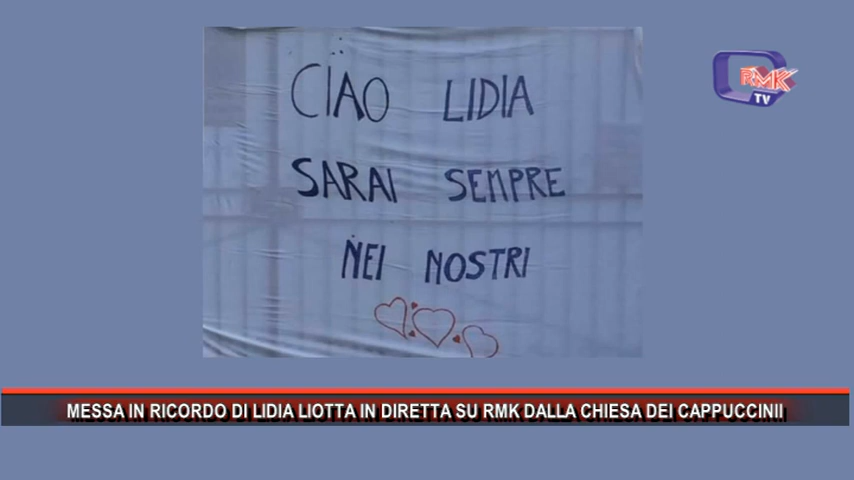 CIAO LIDIA
SARAI SEMPRE
NEI NOSTRI
RMK
TV
MESSA IN RICORDO DI LIDIA LIOTTA IN DIRETTA SU RMK DALLA CHIESA DEI CAPPUCCINII